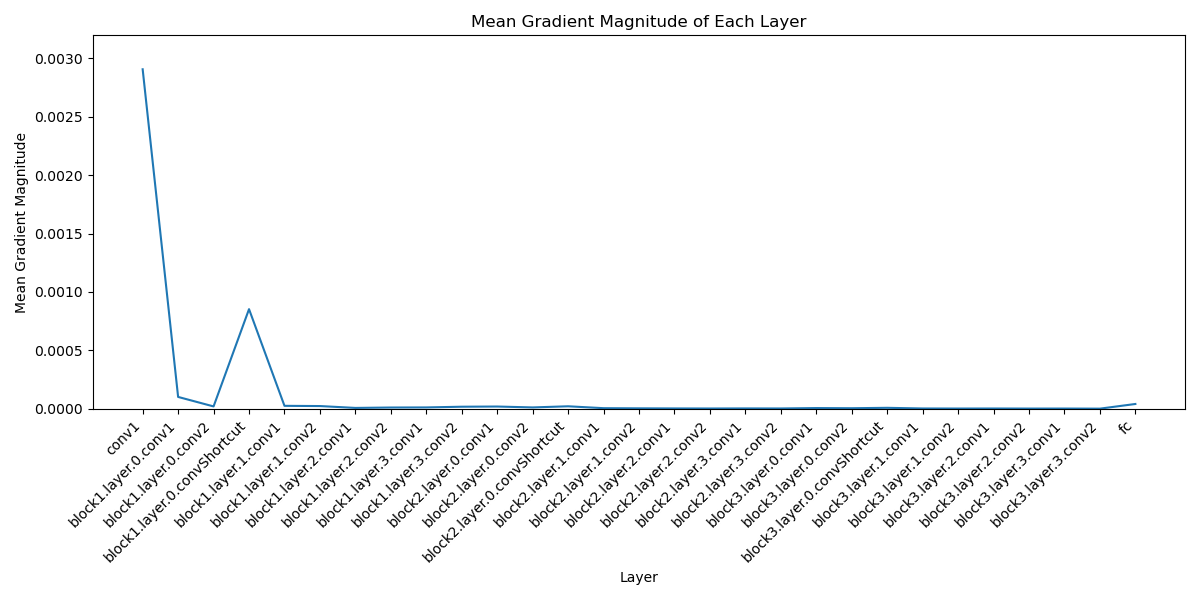 Mean Gradient Magnitude of Each Layer
Mean Gradient Magnitude
0.0030
0.0025
0.0020
0.0015
0.0010
0.0005
0.0000
conv1
block1.layer.0.conv1
block1.layer.0.conv2
block1.layer.0.convShortcut
block1.layer.1.conv1
block1.layer.1.conv2
block1.layer.2.conv1
block1.layer.2.conv2
block1.layer.3.conv1
block1.layer.3.conv2
block2.layer.0.conv1
block2.layer.0.conv2
block2.layer.0.convShortcut
block2.layer.1.conv1
block2.layer.1.conv2
block2.layer.2.conv1
block2.layer.2.conv2
block2.layer.3.conv1
block2.layer.3.conv2
block3.layer.0.conv1
block3.layer.0.conv2
block3.layer.0.convShortcut
block3.layer.1.conv1
block3.layer.1.conv2
block3.layer.2.conv1
block3.layer.2.conv2
block3.layer.3.conv1
block3.layer.3.conv2
fc
Layer